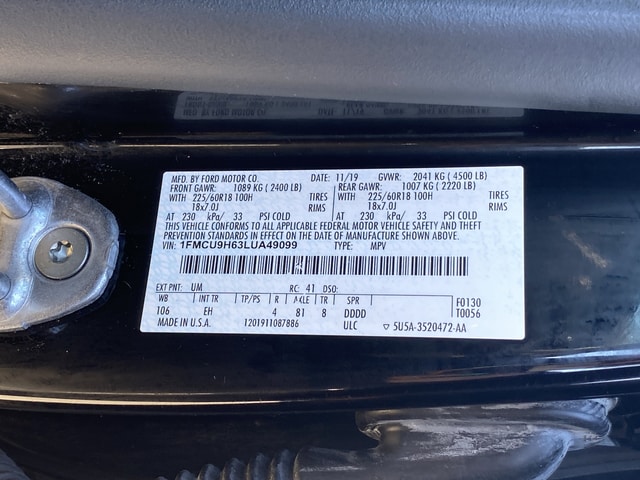 MFD. BY FORD MOTOR CO. DATE: 11/19 GVWR: 2041 KG ( 4500 LB)
FRONT GAWR: 1089 KG ( 2400 LB) REAR GAWR: 1007 KG ( 2220 LB)
WITH 225/60R18 100H TIRES WITH 225/60R18 100H TIRES
18x7.0J RIMS 18x7.0J RIMS
AT 230 kPa/ 33 PSI COLD AT 230 kPa/ 33 PSI COLD
THIS VEHICLE CONFORMS TO ALL APPLICABLE FEDERAL MOTOR VEHICLE SAFETY AND THEFT
PREVENTION STANDARDS IN EFFECT ON THE DATE OF MANUFACTURE SHOWN ABOVE.
VIN: 1FMCU9H63LUA49099 TYPE: MPV
EXT PNT: UM RC: 41 DSO:
WB INT TR TP/PS R AXLE TR SPR F0130
106 EH 4 81 8 DDDD T0056
MADE IN U.S.A. 1201911087886 ULC ▽ 5U5A-3520472-AA